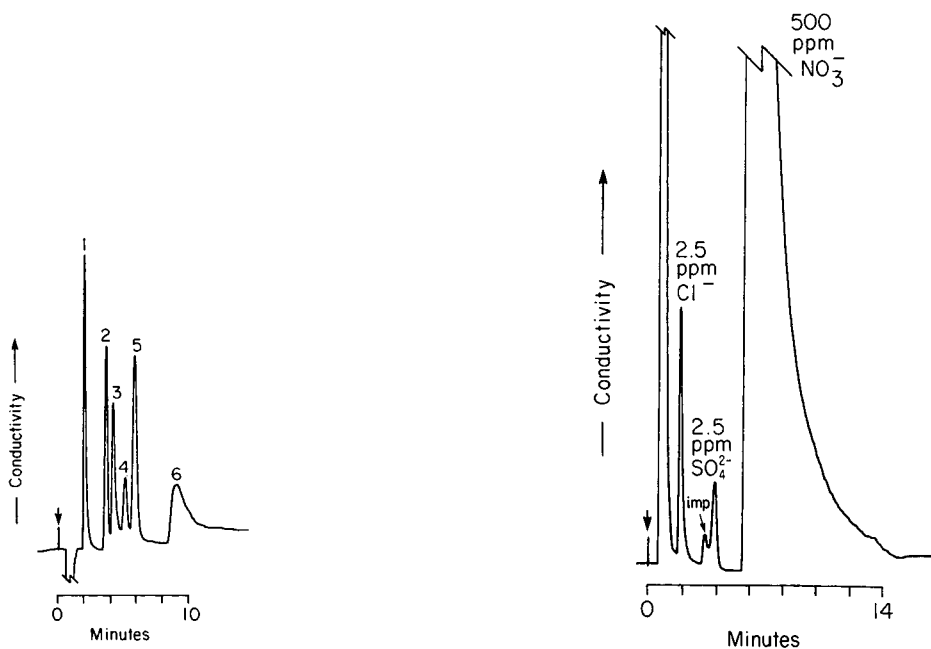 2
3
4
5
6
Conductivity
0
10
Minutes
500
ppm
NO₃⁻
2.5
ppm
Cl⁻
2.5
ppm
SO₄²⁻
imp
Conductivity
0
14
Minutes